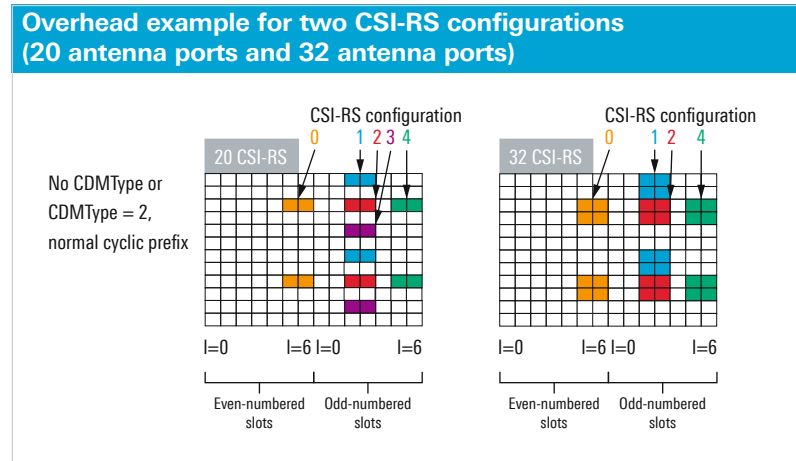 Overhead example for two CSI-RS configurations
(20 antenna ports and 32 antenna ports)
No CDMType or
CDMType = 2,
normal cyclic prefix
CSI-RS configuration
0 1 2 3 4
20 CSI-RS
l=0 l=6 l=0 l=6
Even-numbered
slots
Odd-numbered
slots
CSI-RS configuration
0 1 2 4
32 CSI-RS
l=0 l=6 l=0 l=6
Even-numbered
slots
Odd-numbered
slots